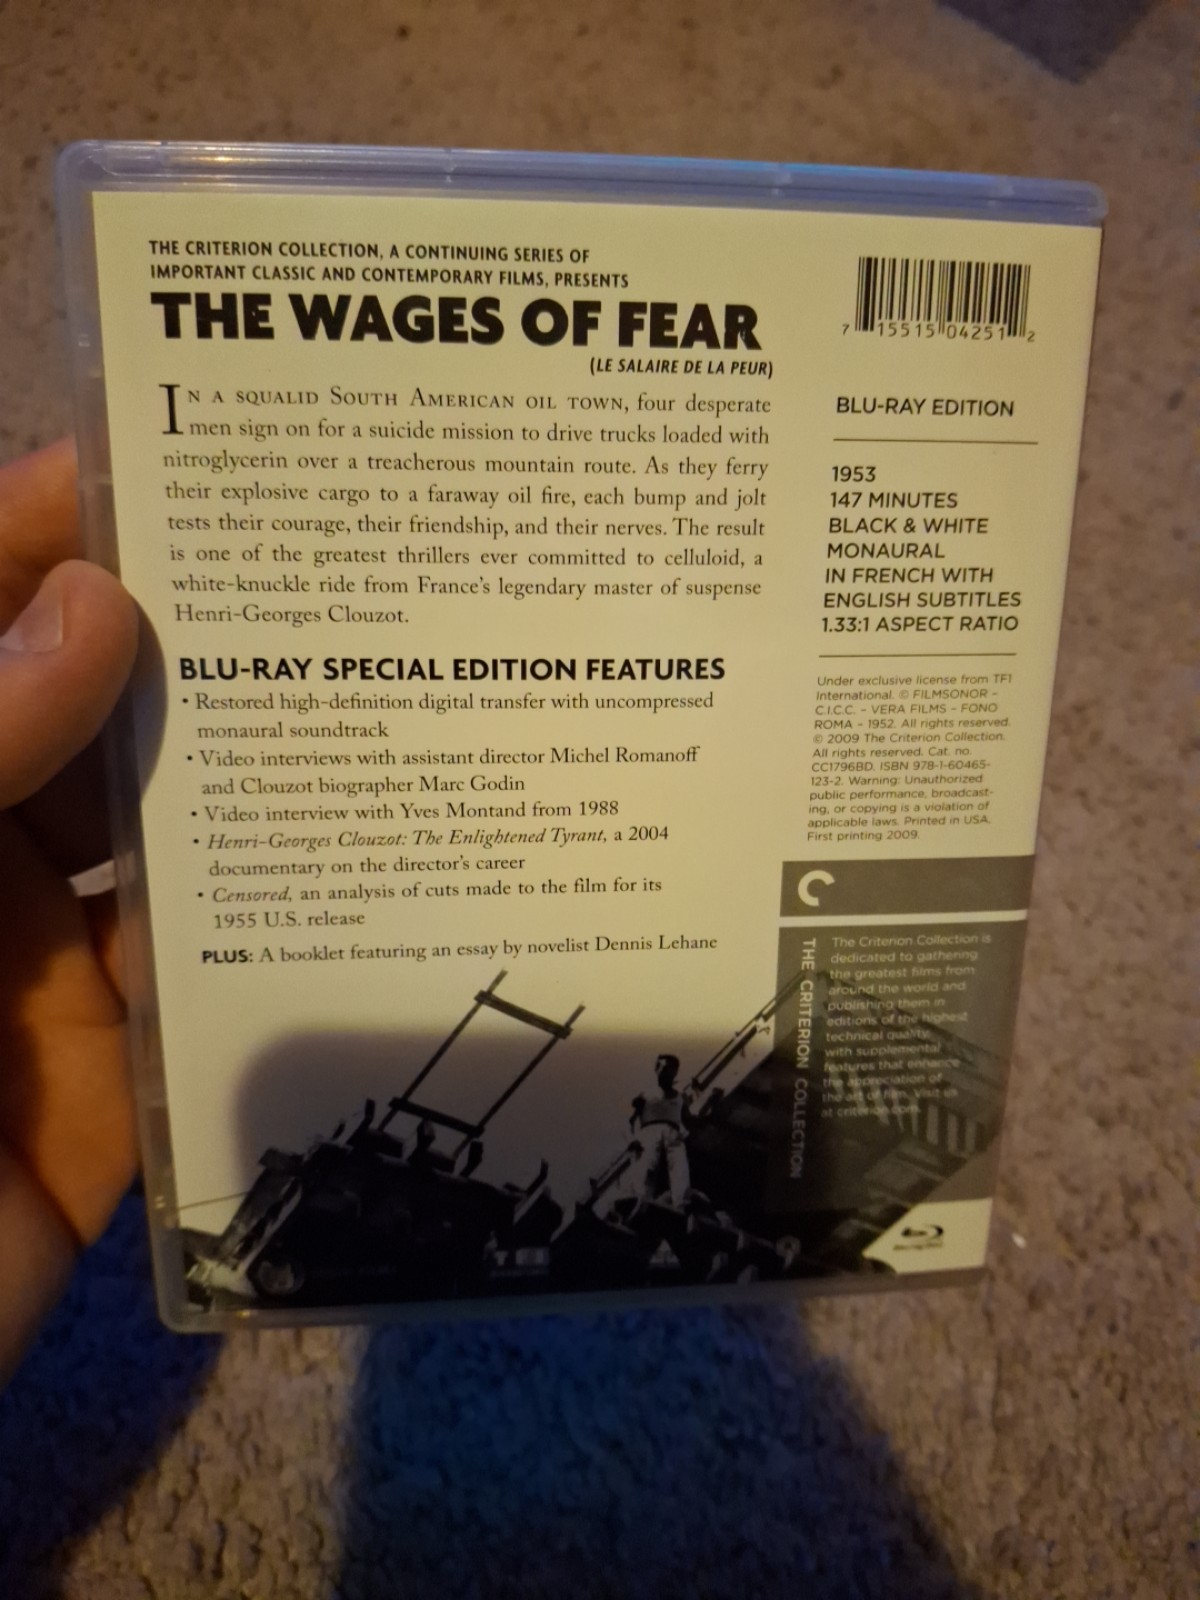 THE CRITERION COLLECTION, A CONTINUING SERIES OF
IMPORTANT CLASSIC AND CONTEMPORARY FILMS, PRESENTS
THE WAGES OF FEAR
(LE SALAIRE DE LA PEUR)
IN A SQUALID SOUTH AMERICAN OIL TOWN, four desperate
men sign on for a suicide mission to drive trucks loaded with
nitroglycerin over a treacherous mountain route. As they ferry
their explosive cargo to a faraway oil fire, each bump and jolt
tests their courage, their friendship, and their nerves. The result
is one of the greatest thrillers ever committed to celluloid, a
white-knuckle ride from France's legendary master of suspense
Henri-Georges Clouzot.
BLU-RAY SPECIAL EDITION FEATURES
• Restored high-definition digital transfer with uncompressed
monaural soundtrack
• Video interviews with assistant director Michel Romanoff
and Clouzot biographer Marc Godin
• Video interview with Yves Montand from 1988
• Henri-Georges Clouzot: The Enlightened Tyrant, a 2004
documentary on the director's career
• Censored, an analysis of cuts made to the film for its
1955 U.S. release
PLUS: A booklet featuring an essay by novelist Dennis Lehane
7 15515 04251 2
BLU-RAY EDITION
1953
147 MINUTES
BLACK & WHITE
MONAURAL
IN FRENCH WITH
ENGLISH SUBTITLES
1.33:1 ASPECT RATIO
Under exclusive license from TF1
International. © FILMSONOR –
C.I.C.C. – VERA FILMS – FONO
ROMA – 1952. All rights reserved.
© 2009 The Criterion Collection.
All rights reserved. Cat. no.
CC1796BD. ISBN 978-1-60465-
123-2. Warning: Unauthorized
public performance, broadcast-
ing, or copying is a violation of
applicable laws. Printed in USA.
First printing 2009.
THE CRITERION COLLECTION
The Criterion Collection is
dedicated to gathering
the greatest films from
around the world and
publishing them in
editions of the highest
technical quality,
with supplemental
features that enhance
the appreciation of
the art of film. Visit us
at criterion.com.